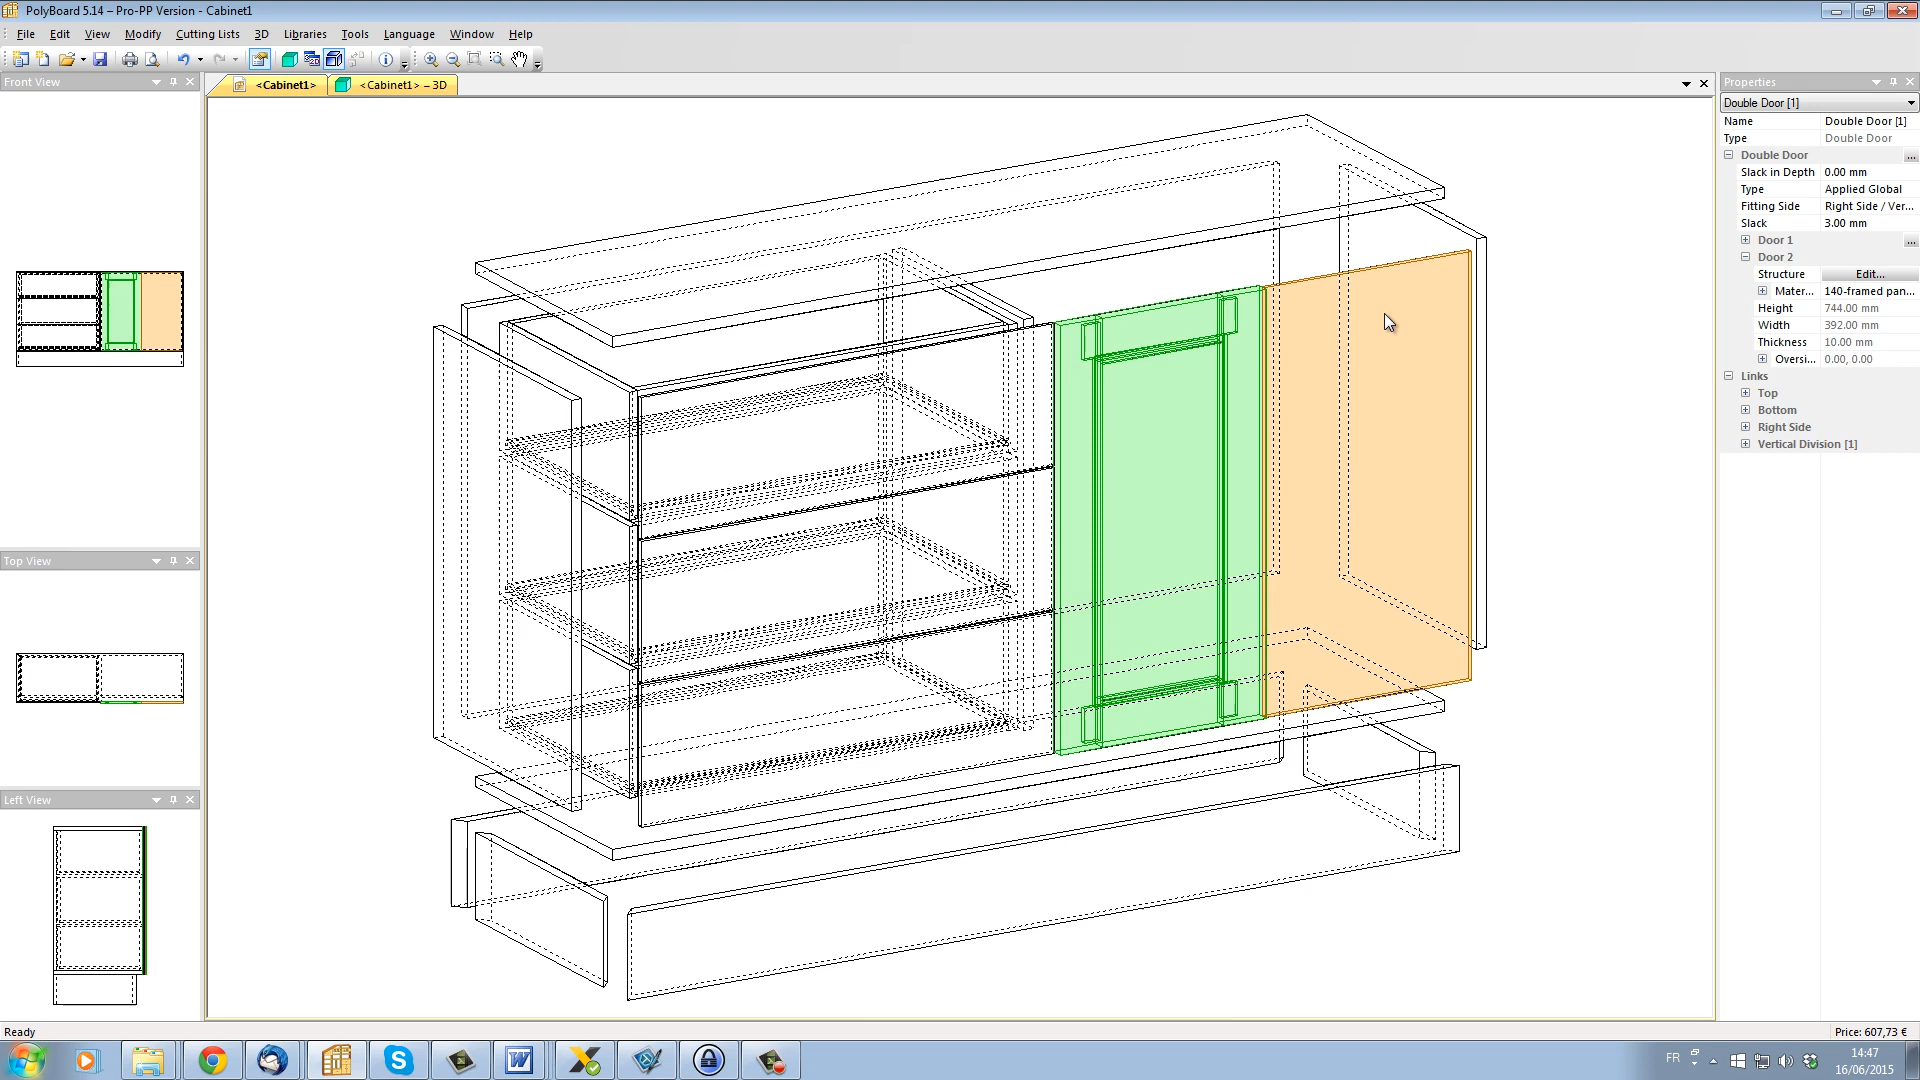 PolyBoard 5.14 – Pro-PP Version - Cabinet1
File Edit View Modify Cutting Lists 3D Libraries Tools Language Window Help
Front View
<Cabinet1>
<Cabinet1> – 3D
Properties
Double Door [1]
Name Double Door [1]
Type Double Door
Double Door ...
Slack in Depth 0.00 mm
Type Applied Global
Fitting Side Right Side / Ver...
Slack 3.00 mm
Door 1 ...
Door 2
Structure Edit...
Mater... 140-framed pan...
Height 744.00 mm
Width 392.00 mm
Thickness 10.00 mm
Oversi... 0.00, 0.00
Links
Top
Bottom
Right Side
Vertical Division [1]
Top View
Left View
Ready
Price: 607,73 €
FR
14:47
16/06/2015